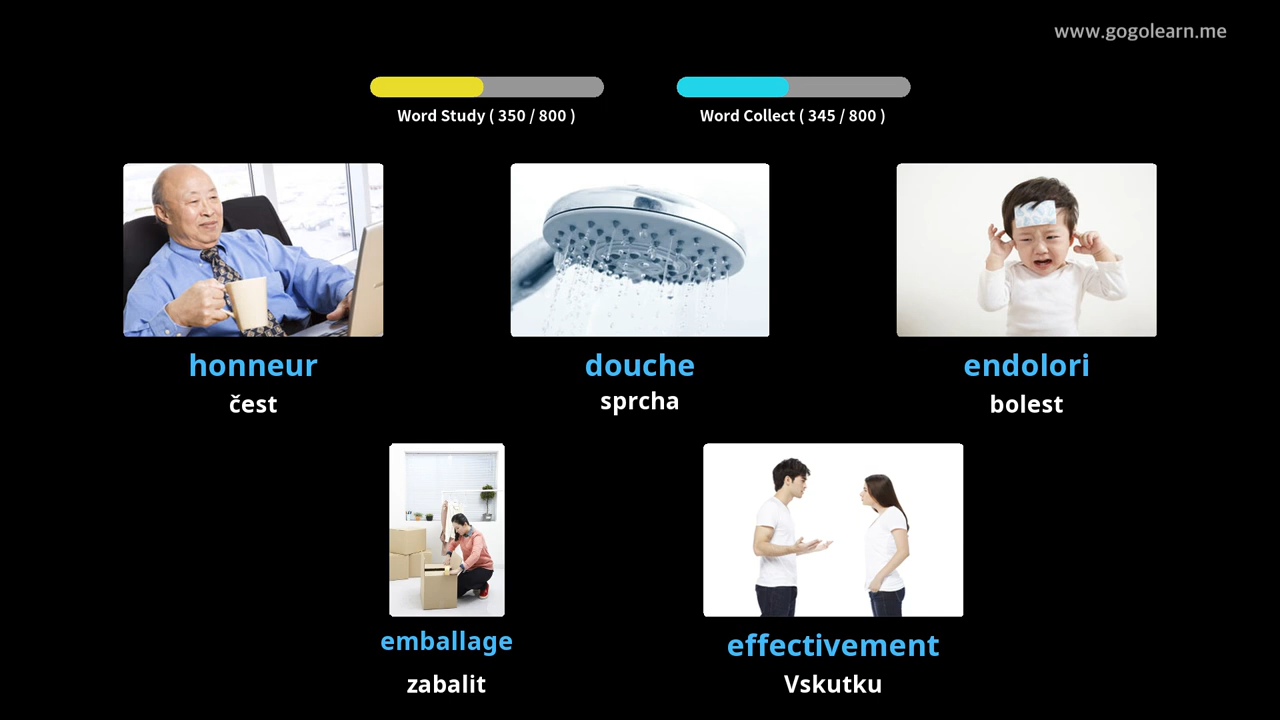 www.gogolearn.me
Word Study ( 350 / 800 )
Word Collect ( 345 / 800 )
honneur
čest
douche
sprcha
endolori
bolest
emballage
zabalit
effectivement
Vskutku